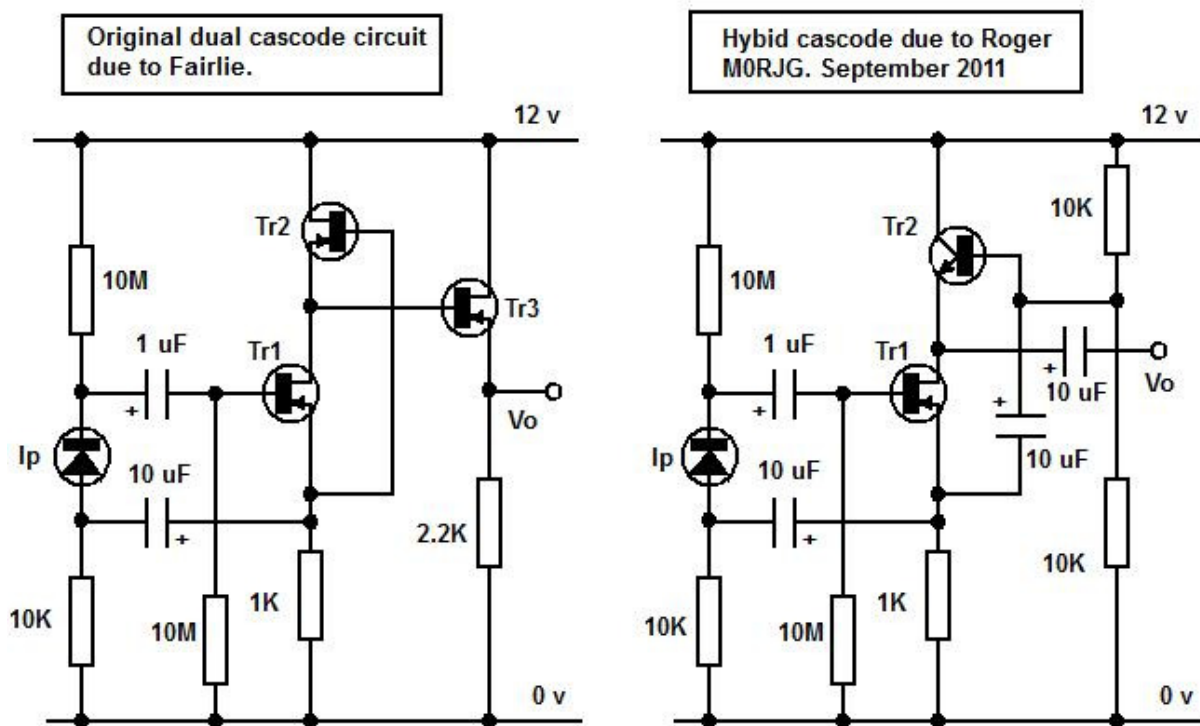 Original dual cascode circuit
due to Fairlie.
12 v
Tr2
10M
Tr3
1 uF
Tr1
+
Vo
Ip
10 uF
+
2.2K
1K
10K
10M
0 v
Hybid cascode due to Roger
M0RJG. September 2011
12 v
10K
Tr2
10M
1 uF
Tr1
+
Vo
10 uF
+
+
Ip
10 uF
10 uF
+
10K
1K
10K
10M
0 v